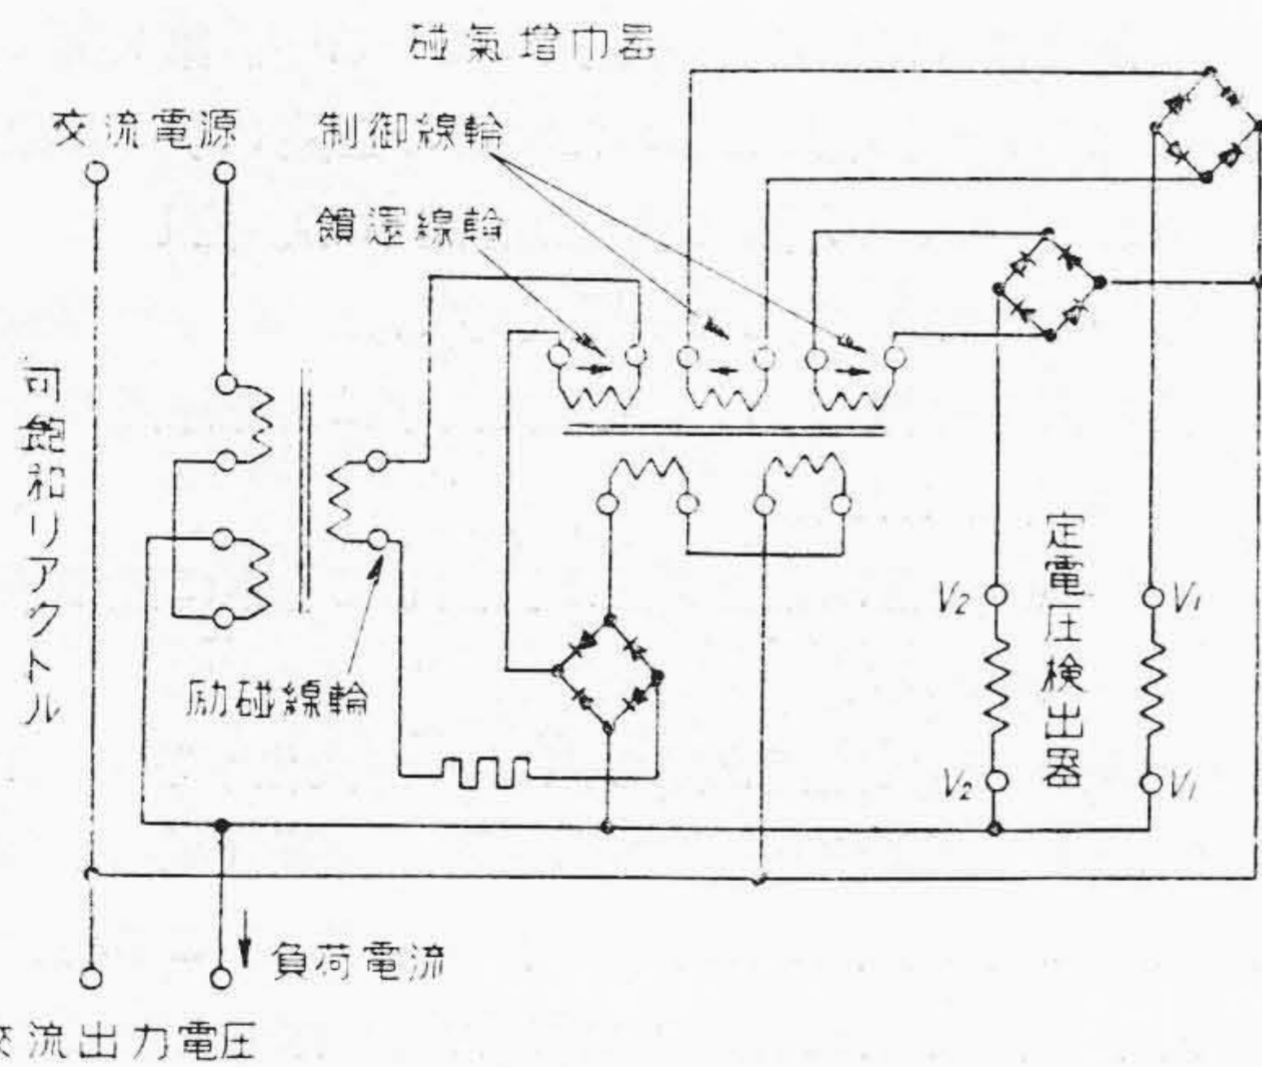 磁氣増巾器
交流電源
制御線輪
鎖還線輪
可飽和リアクトル
励磁線輪
定電圧検出器
V2
V1
V2
V1
負荷電流
交流出力電圧